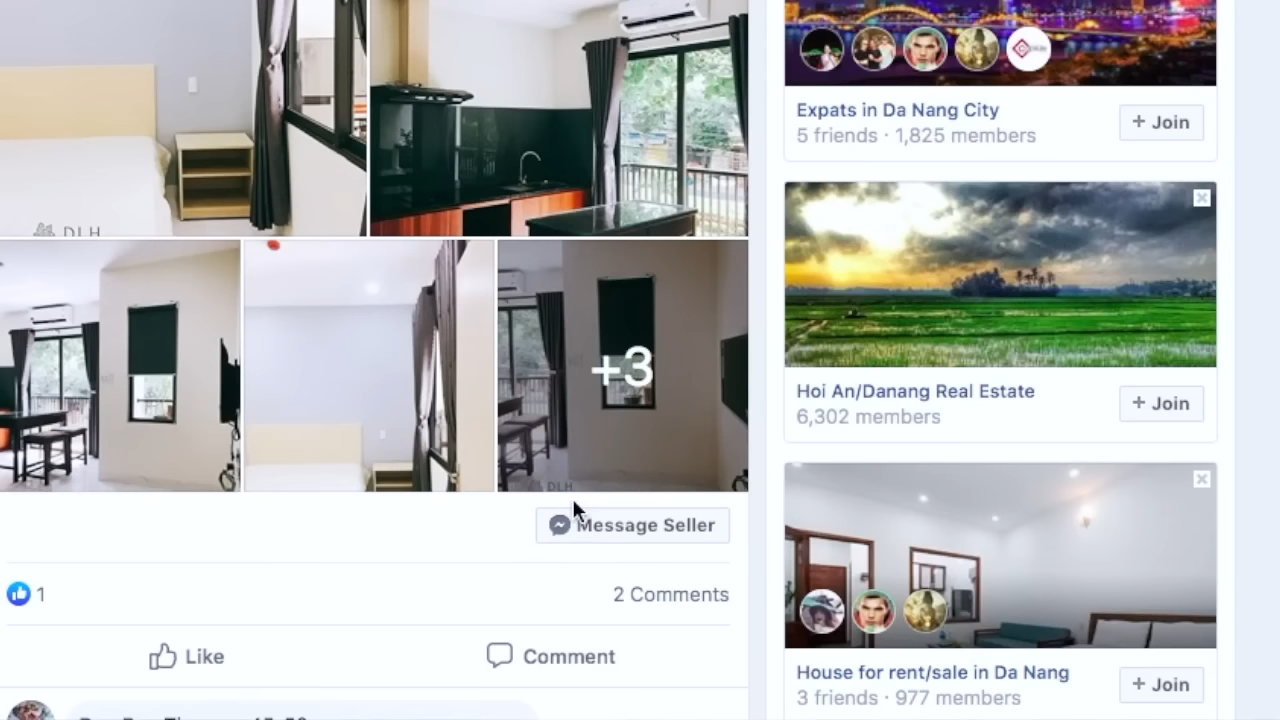 DLH
+3
DLH
Message Seller
1
2 Comments
Like
Comment
Expats in Da Nang City
5 friends · 1,825 members
+ Join
Hoi An/Danang Real Estate
6,302 members
+ Join
House for rent/sale in Da Nang
3 friends · 977 members
+ Join